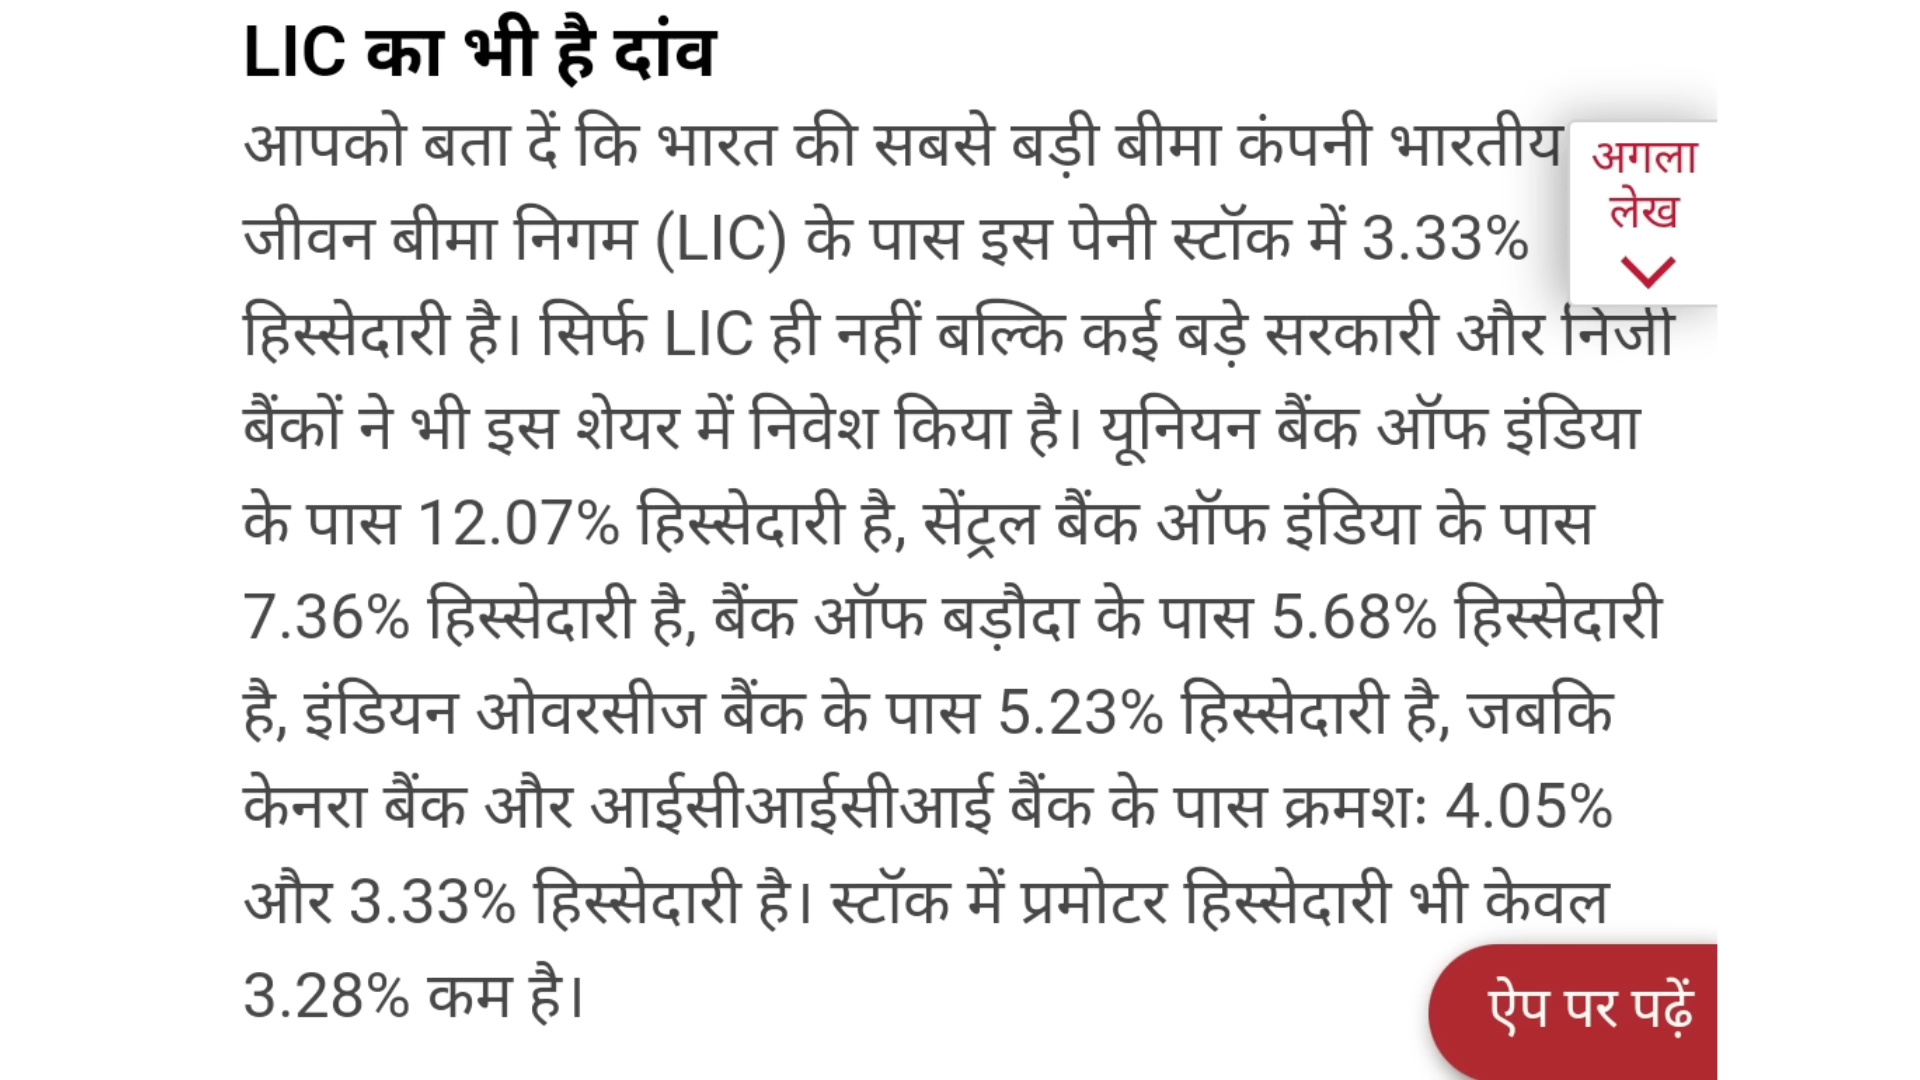 LIC का भी है दांव
आपको बता दें कि भारत की सबसे बड़ी बीमा कंपनी भारतीय
जीवन बीमा निगम (LIC) के पास इस पेनी स्टॉक में 3.33%
हिस्सेदारी है। सिर्फ LIC ही नहीं बल्कि कई बड़े सरकारी और निजी
बैंकों ने भी इस शेयर में निवेश किया है। यूनियन बैंक ऑफ इंडिया
के पास 12.07% हिस्सेदारी है, सेंट्रल बैंक ऑफ इंडिया के पास
7.36% हिस्सेदारी है, बैंक ऑफ बड़ौदा के पास 5.68% हिस्सेदारी
है, इंडियन ओवरसीज बैंक के पास 5.23% हिस्सेदारी है, जबकि
केनरा बैंक और आईसीआईसीआई बैंक के पास क्रमशः 4.05%
और 3.33% हिस्सेदारी है। स्टॉक में प्रमोटर हिस्सेदारी भी केवल
3.28% कम है।
अगला
लेख
ऐप पर पढ़ें